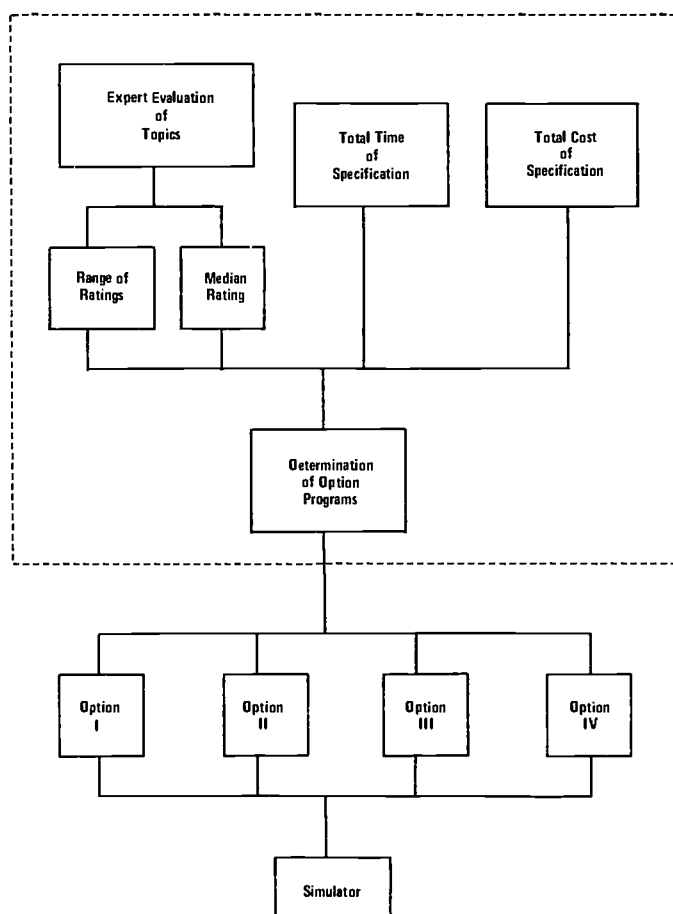 Expert Evaluation
of
Topics
Total Time
of
Specification
Total Cost
of
Specification
Range of
Ratings
Median
Rating
Determination
of Option
Programs
Option
I
Option
II
Option
III
Option
IV
Simulator